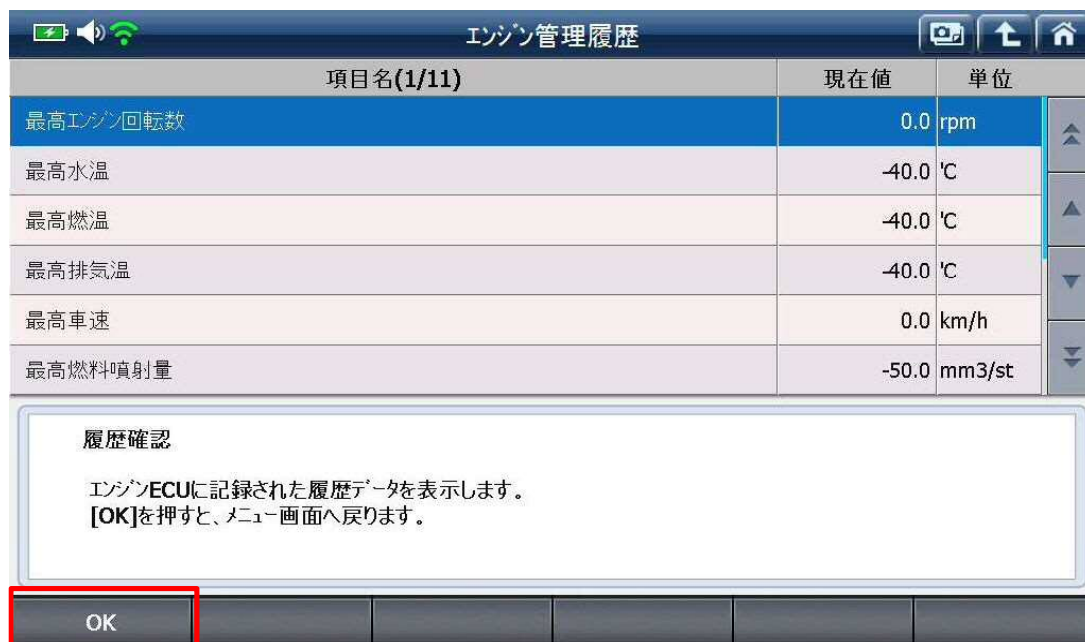 エンジン管理履歴
項目名(1/11) 現在値 単位
最高エンジン回転数 0.0 rpm
最高水温 -40.0 'C
最高燃温 -40.0 'C
最高排気温 -40.0 'C
最高車速 0.0 km/h
最高燃料噴射量 -50.0 mm3/st
履歴確認
エンジンECUに記録された履歴データを表示します。
[OK]を押すと、メニュー画面へ戻ります。
OK